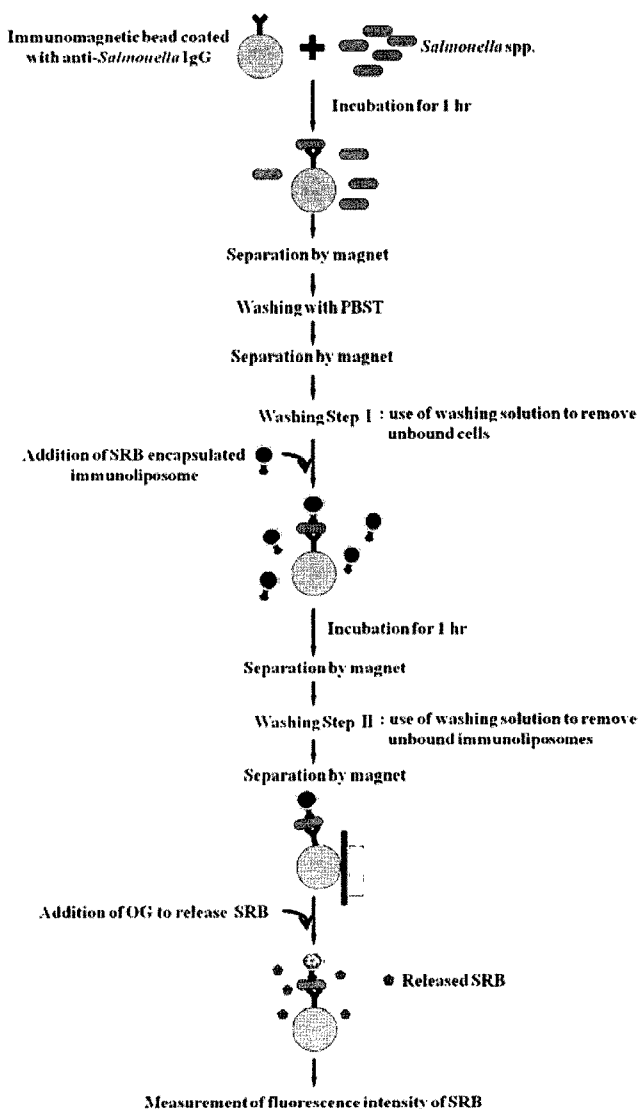 Immunomagnetic bead coated
with anti-Salmonella IgG
Salmonella spp.
Incubation for 1 hr
Separation by magnet
Washing with PBST
Separation by magnet
Washing Step I : use of washing solution to remove
unbound cells
Addition of SRB encapsulated
immunoliposome
Incubation for 1 hr
Separation by magnet
Washing Step II : use of washing solution to remove
unbound immunoliposomes
Separation by magnet
Addition of OG to release SRB
Released SRB
Measurement of fluorescence intensity of SRB